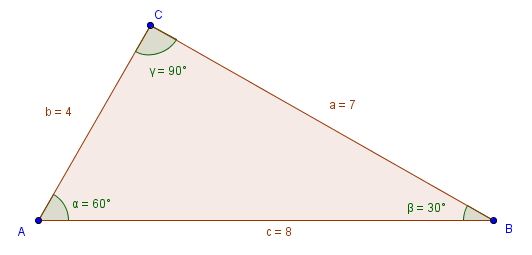 C
γ = 90°
b = 4
a = 7
α = 60°
β = 30°
A
c = 8
B